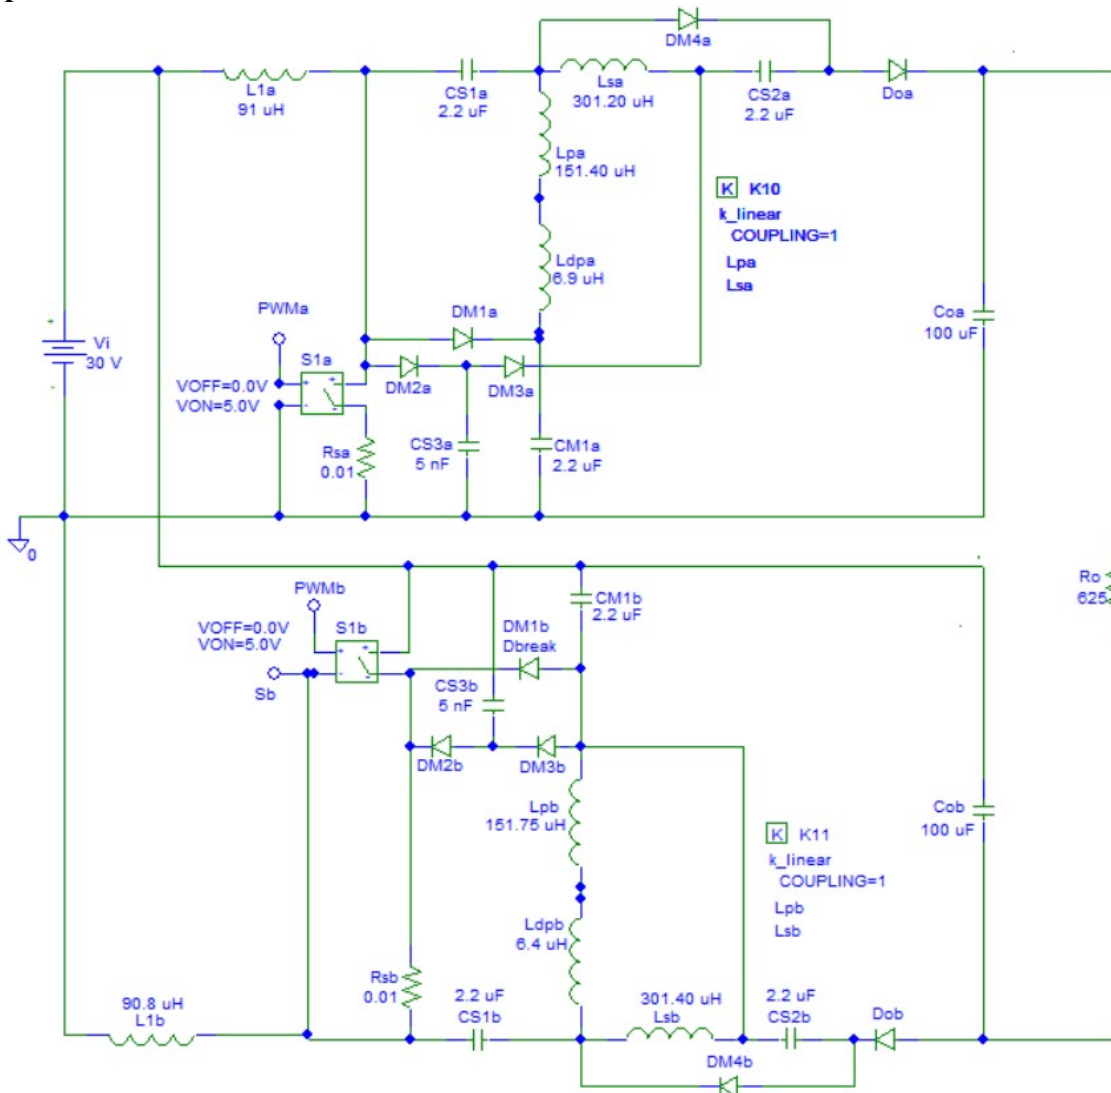 DM4a
L1a
91 uH
CS1a
2.2 uF
Lsa
301.20 uH
CS2a
2.2 uF
Doa
Lpa
151.40 uH
K K10
k_linear
COUPLING=1
Lpa
Lsa
Ldpa
6.9 uH
PWMa
DM1a
+
Vi
30 V
-
S1a
VOFF=0.0V
VON=5.0V
+ +
- -
DM2a
DM3a
Coa
100 uF
Rsa
0.01
CS3a
5 nF
CM1a
2.2 uF
0
PWMb
CM1b
2.2 uF
VOFF=0.0V
VON=5.0V
S1b
+ +
- -
DM1b
Dbreak
Sb
CS3b
5 nF
Ro
625
DM2b
DM3b
Lpb
151.75 uH
K K11
k_linear
COUPLING=1
Lpb
Lsb
Cob
100 uF
Ldpb
6.4 uH
Rsb
0.01
90.8 uH
L1b
2.2 uF
CS1b
301.40 uH
Lsb
2.2 uF
CS2b
Dob
DM4b